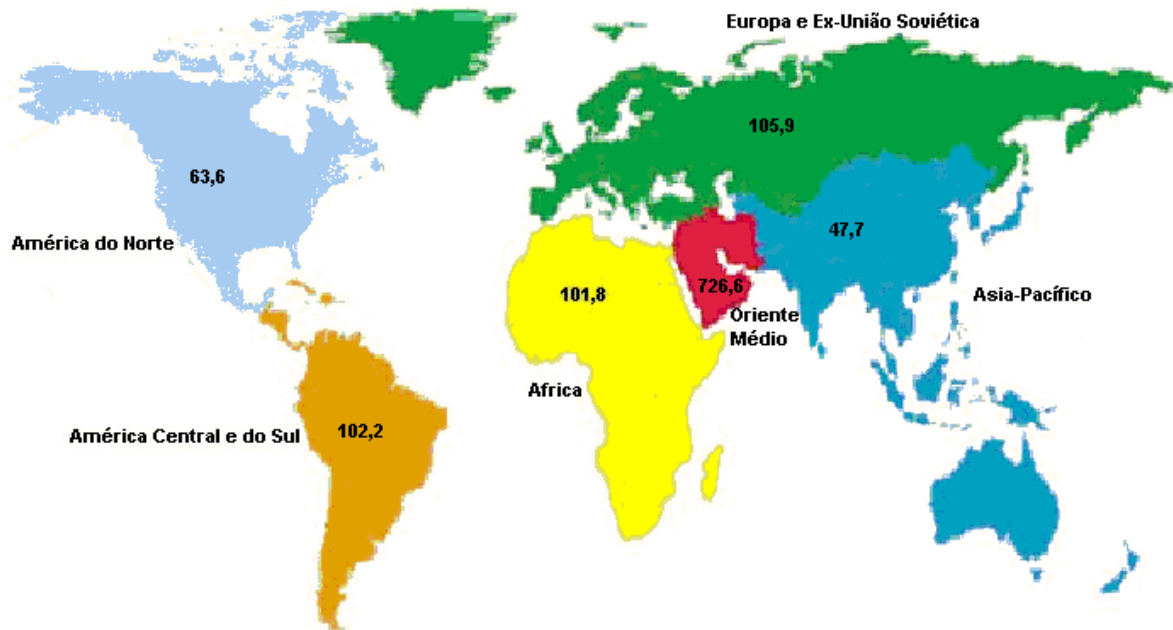 Europa e Ex-União Soviética
105,9
63,6
América do Norte
47,7
101,8
726,6
Oriente
Médio
Asia-Pacífico
Africa
América Central e do Sul
102,2